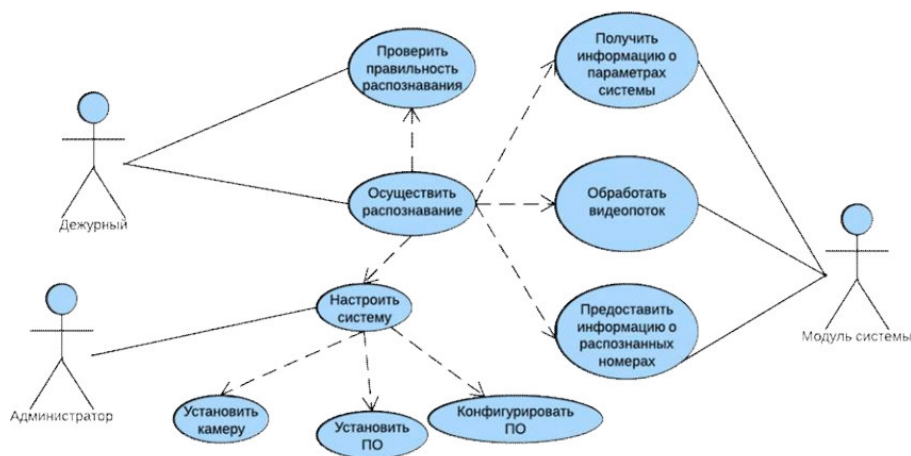 Проверить
правильность
распознавания
Получить
информацию о
параметрах
системы
Дежурный
Осуществить
распознавание
Обработать
видеопоток
Настроить
систему
Предоставить
информацию о
распознанных
номерах
Модуль системы
Администратор
Установить
камеру
Установить
ПО
Конфигурировать
ПО